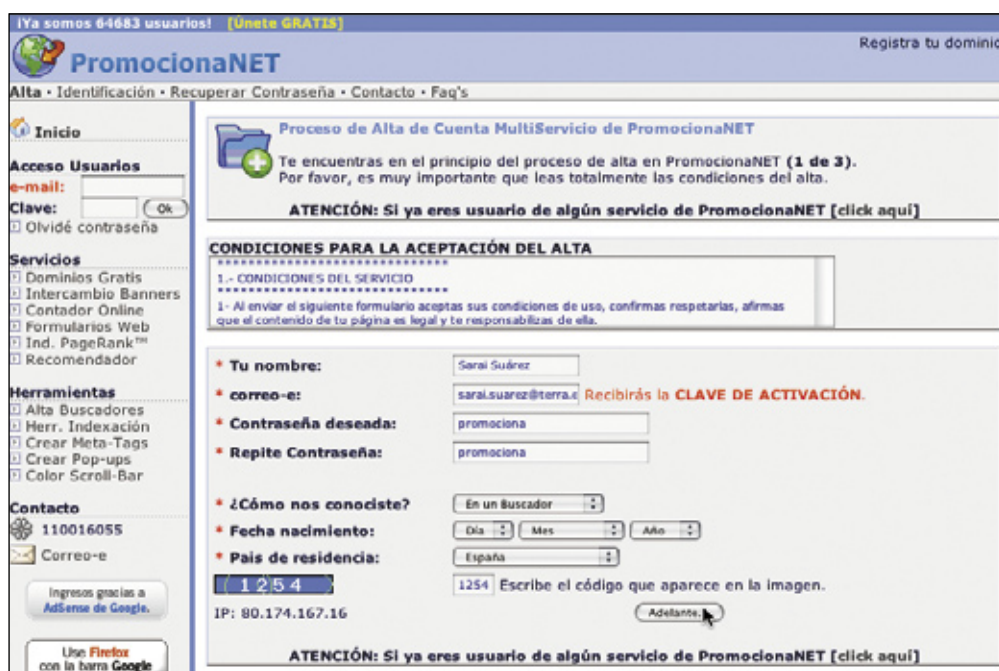 ¡Ya somos 64683 usuarios! [Únete GRATIS]
PromocionaNET
Registra tu dominio
Alta · Identificación · Recuperar Contraseña · Contacto · Faq's
Inicio
Acceso Usuarios
e-mail:
Clave: Ok
Olvidé contraseña
Servicios
Dominios Gratis
Intercambio Banners
Contador Online
Formularios Web
Ind. PageRank™
Recomendador
Herramientas
Alta Buscadores
Herr. Indexación
Crear Meta-Tags
Crear Pop-ups
Color Scroll-Bar
Contacto
110016055
Correo-e
Ingresos gracias a
AdSense de Google.
Use Firefox
con la barra Google
Proceso de Alta de Cuenta MultiServicio de PromocionaNET
Te encuentras en el principio del proceso de alta en PromocionaNET (1 de 3).
Por favor, es muy importante que leas totalmente las condiciones del alta.
ATENCIÓN: Si ya eres usuario de algún servicio de PromocionaNET [click aquí]
CONDICIONES PARA LA ACEPTACIÓN DEL ALTA
******************************
1.- CONDICIONES DEL SERVICIO
******************************
1- Al enviar el siguiente formulario aceptas sus condiciones de uso, confirmas respetarlas, afirmas
que el contenido de tu página es legal y te responsabilizas de ella.
* Tu nombre: Sarai Suárez
* correo-e: sarai.suarez@terra.e Recibirás la CLAVE DE ACTIVACIÓN.
* Contraseña deseada: promociona
* Repite Contraseña: promociona
* ¿Cómo nos conociste? En un Buscador
* Fecha nacimiento: Día Mes Año
* Pais de residencia: España
1254 1254 Escribe el código que aparece en la imagen.
IP: 80.174.167.16 Adelante.
ATENCIÓN: Si ya eres usuario de algún servicio de PromocionaNET [click aquí]